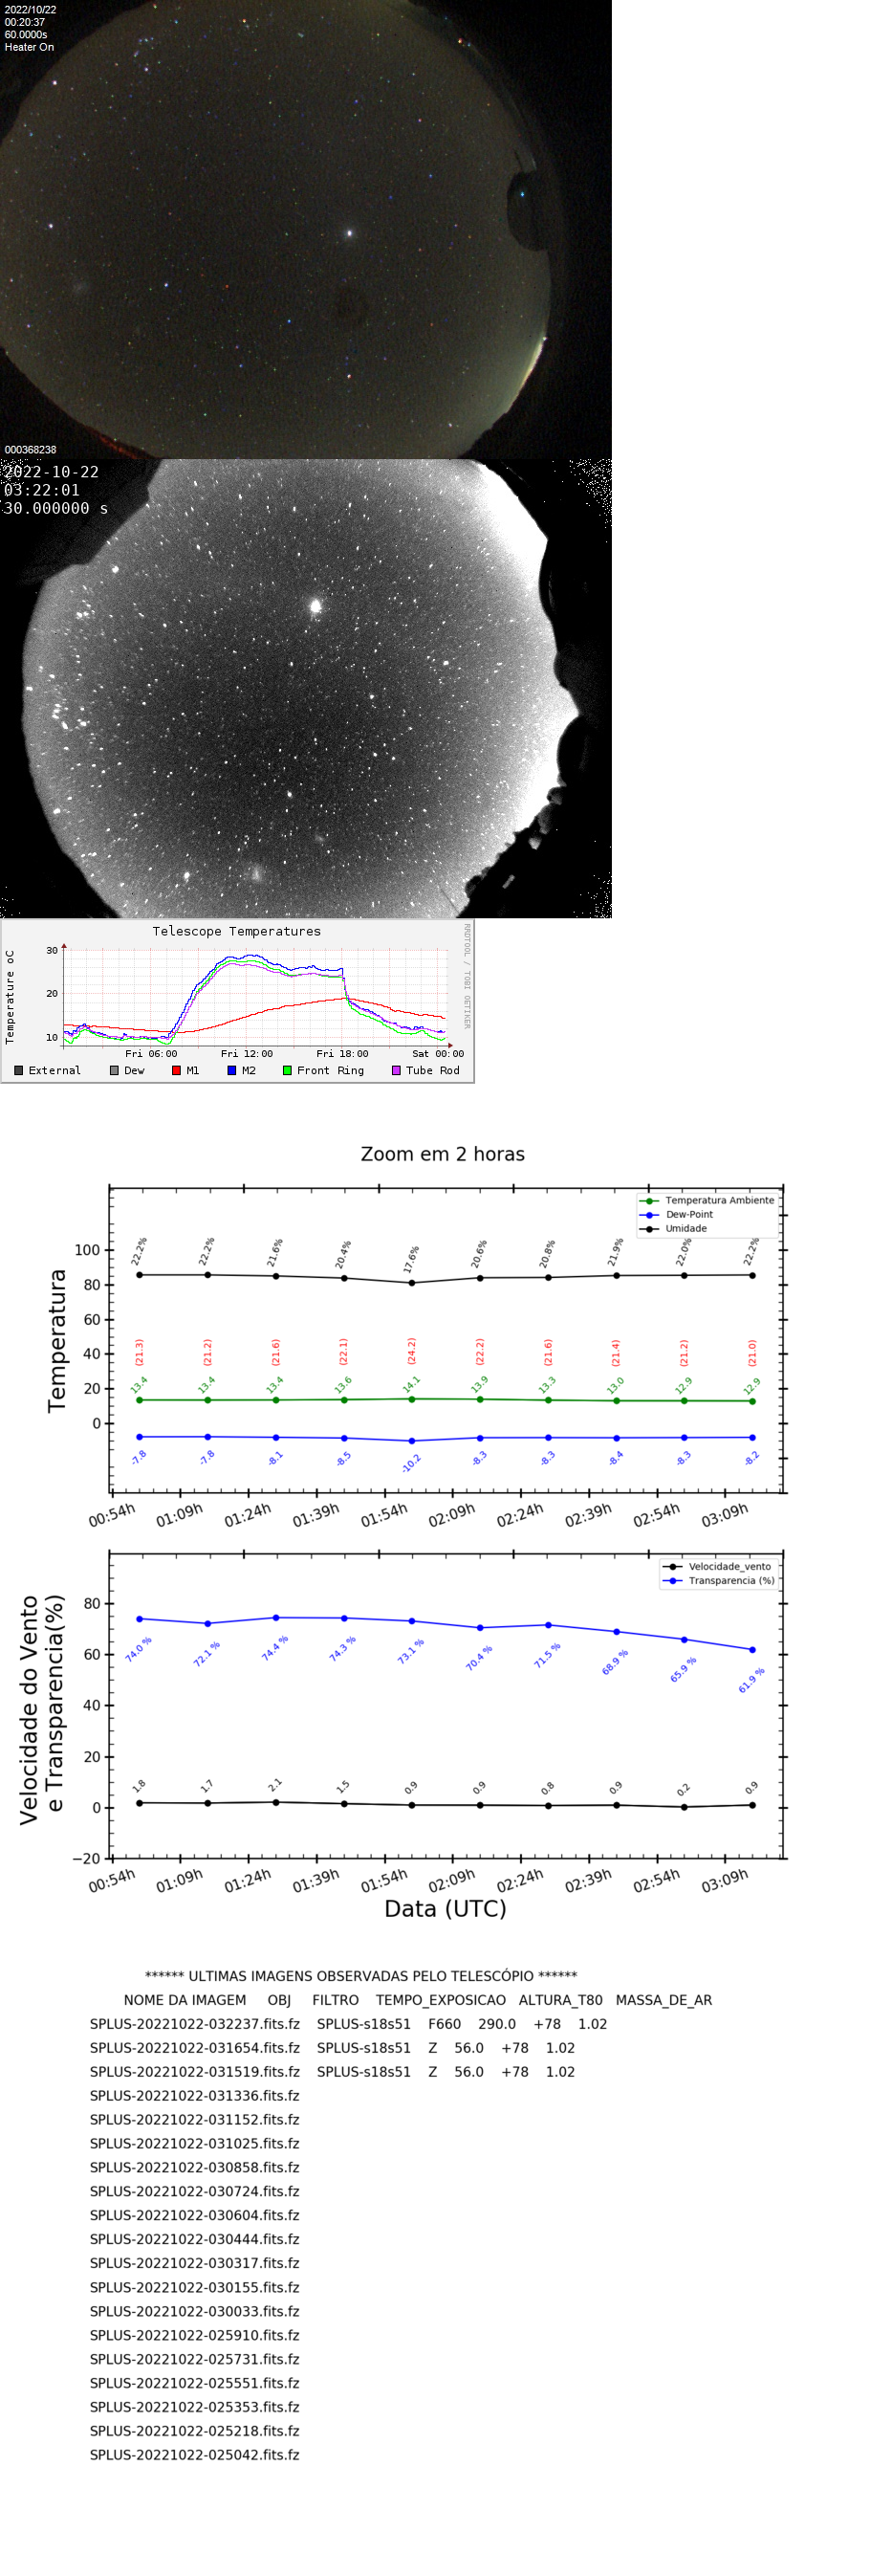 2022/10/22
00:20:37
60.0000s
Heater On
000368238
2022-10-22
03:22:01
30.000000 s
Telescope Temperatures
RRDTOOL / TOBI OETIKER
Temperature oC
30
20
10
Fri 06:00 Fri 12:00 Fri 18:00 Sat 00:00
External Dew M1 M2 Front Ring Tube Rod
Zoom em 2 horas
Temperatura Ambiente
Dew-Point
Umidade
Temperatura
100
80
60
40
20
0
22.2% 22.2% 21.6% 20.4% 17.6% 20.6% 20.8% 21.9% 22.0% 22.2%
(21.3) (21.2) (21.6) (22.1) (24.2) (22.2) (21.6) (21.4) (21.2) (21.0)
13.4 13.4 13.4 13.6 14.1 13.9 13.3 13.0 12.9 12.9
-7.8 -7.8 -8.1 -8.5 -10.2 -8.3 -8.3 -8.4 -8.3 -8.2
00:54h 01:09h 01:24h 01:39h 01:54h 02:09h 02:24h 02:39h 02:54h 03:09h
Velocidade_vento
Transparencia (%)
Velocidade do Vento
e Transparencia(%)
80
60
40
20
0
−20
74.0 % 72.1 % 74.4 % 74.3 % 73.1 % 70.4 % 71.5 % 68.9 % 65.9 % 61.9 %
1.8 1.7 2.1 1.5 0.9 0.9 0.8 0.9 0.2 0.9
00:54h 01:09h 01:24h 01:39h 01:54h 02:09h 02:24h 02:39h 02:54h 03:09h
Data (UTC)
****** ULTIMAS IMAGENS OBSERVADAS PELO TELESCÓPIO ******
NOME DA IMAGEM OBJ FILTRO TEMPO_EXPOSICAO ALTURA_T80 MASSA_DE_AR
SPLUS-20221022-032237.fits.fz SPLUS-s18s51 F660 290.0 +78 1.02
SPLUS-20221022-031654.fits.fz SPLUS-s18s51 Z 56.0 +78 1.02
SPLUS-20221022-031519.fits.fz SPLUS-s18s51 Z 56.0 +78 1.02
SPLUS-20221022-031336.fits.fz
SPLUS-20221022-031152.fits.fz
SPLUS-20221022-031025.fits.fz
SPLUS-20221022-030858.fits.fz
SPLUS-20221022-030724.fits.fz
SPLUS-20221022-030604.fits.fz
SPLUS-20221022-030444.fits.fz
SPLUS-20221022-030317.fits.fz
SPLUS-20221022-030155.fits.fz
SPLUS-20221022-030033.fits.fz
SPLUS-20221022-025910.fits.fz
SPLUS-20221022-025731.fits.fz
SPLUS-20221022-025551.fits.fz
SPLUS-20221022-025353.fits.fz
SPLUS-20221022-025218.fits.fz
SPLUS-20221022-025042.fits.fz